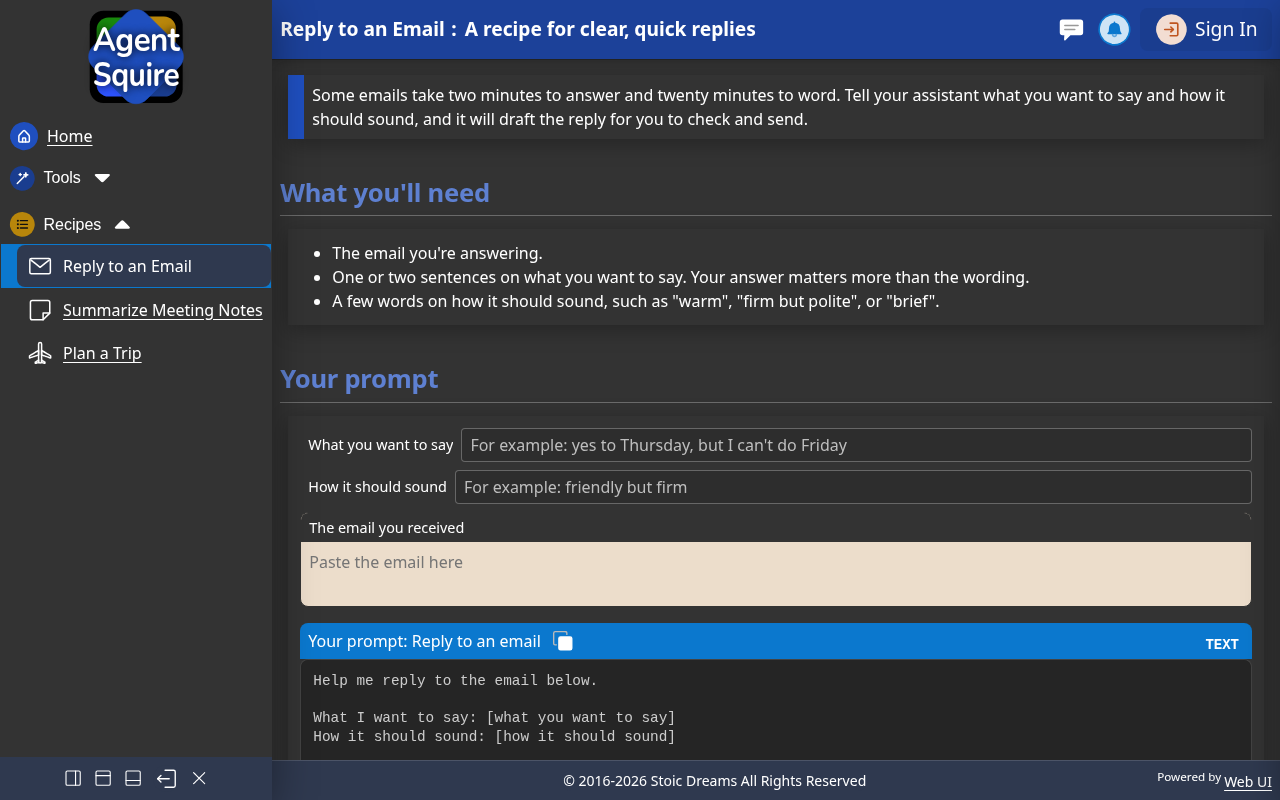 Agent
Squire
Home
Tools
Recipes
Reply to an Email
Summarize Meeting Notes
Plan a Trip
Reply to an Email : A recipe for clear, quick replies
Sign In
Some emails take two minutes to answer and twenty minutes to word. Tell your assistant what you want to say and how it
should sound, and it will draft the reply for you to check and send.
What you'll need
The email you're answering.
One or two sentences on what you want to say. Your answer matters more than the wording.
A few words on how it should sound, such as "warm", "firm but polite", or "brief".
Your prompt
What you want to say For example: yes to Thursday, but I can't do Friday
How it should sound For example: friendly but firm
The email you received
Paste the email here
Your prompt: Reply to an email TEXT
Help me reply to the email below.
What I want to say: [what you want to say]
How it should sound: [how it should sound]
© 2016-2026 Stoic Dreams All Rights Reserved
Powered by Web UI